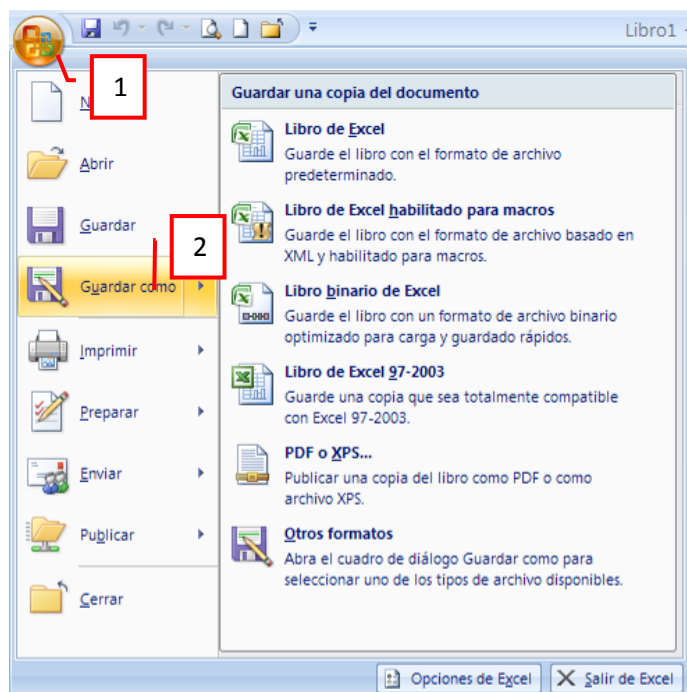 Libro1 -
1
N
Guardar una copia del documento
Libro de Excel
Guarde el libro con el formato de archivo
predeterminado.
Abrir
Libro de Excel habilitado para macros
Guarde el libro con el formato de archivo basado en
XML y habilitado para macros.
Guardar
2
Guardar como
Libro binario de Excel
Guarde el libro con un formato de archivo binario
optimizado para carga y guardado rápidos.
Imprimir
Libro de Excel 97-2003
Guarde una copia que sea totalmente compatible
con Excel 97-2003.
Preparar
PDF o XPS...
Publicar una copia del libro como PDF o como
archivo XPS.
Enviar
Otros formatos
Abra el cuadro de diálogo Guardar como para
seleccionar uno de los tipos de archivo disponibles.
Publicar
Cerrar
Opciones de Excel
Salir de Excel